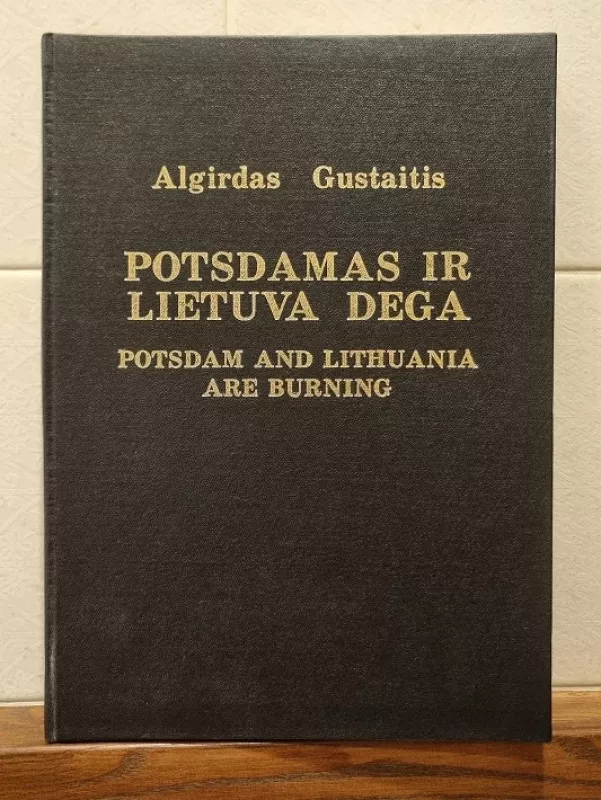 Algirdas Gustaitis
POTSDAMAS IR
LIETUVA DEGA
POTSDAM AND LITHUANIA
ARE BURNING